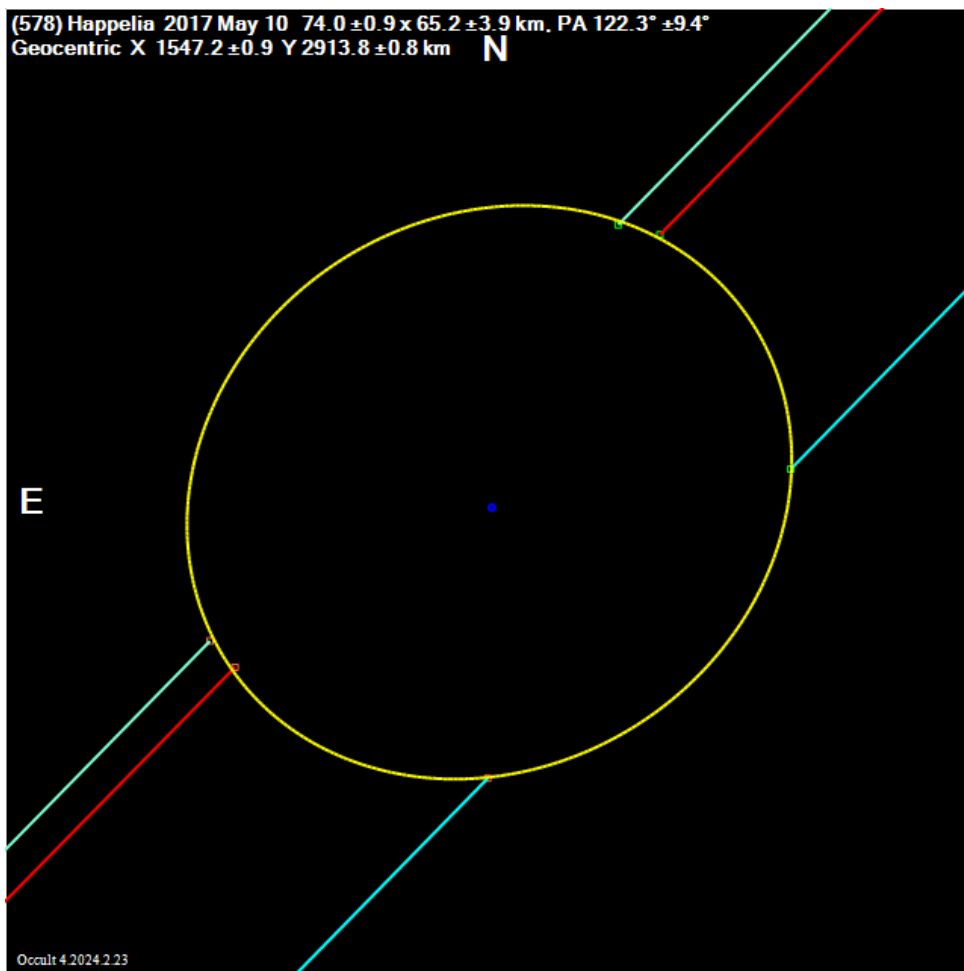 (578) Happelia 2017 May 10 74.0 ±0.9 x 65.2 ±3.9 km, PA 122.3° ±9.4°
Geocentric X 1547.2 ±0.9 Y 2913.8 ±0.8 km
N
E
Occult 4.2024.2.23